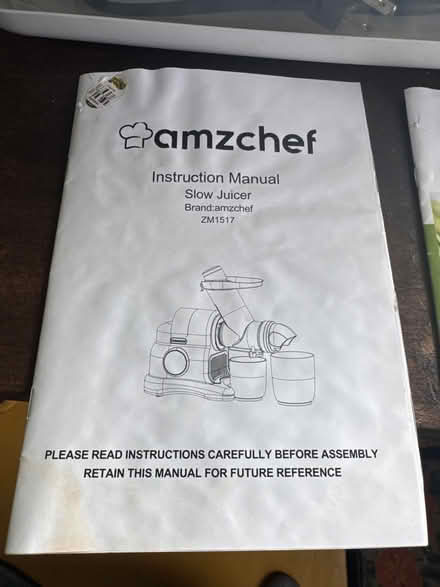 amzchef
Instruction Manual
Slow Juicer
Brand:amzchef
ZM1517
PLEASE READ INSTRUCTIONS CAREFULLY BEFORE ASSEMBLY
RETAIN THIS MANUAL FOR FUTURE REFERENCE